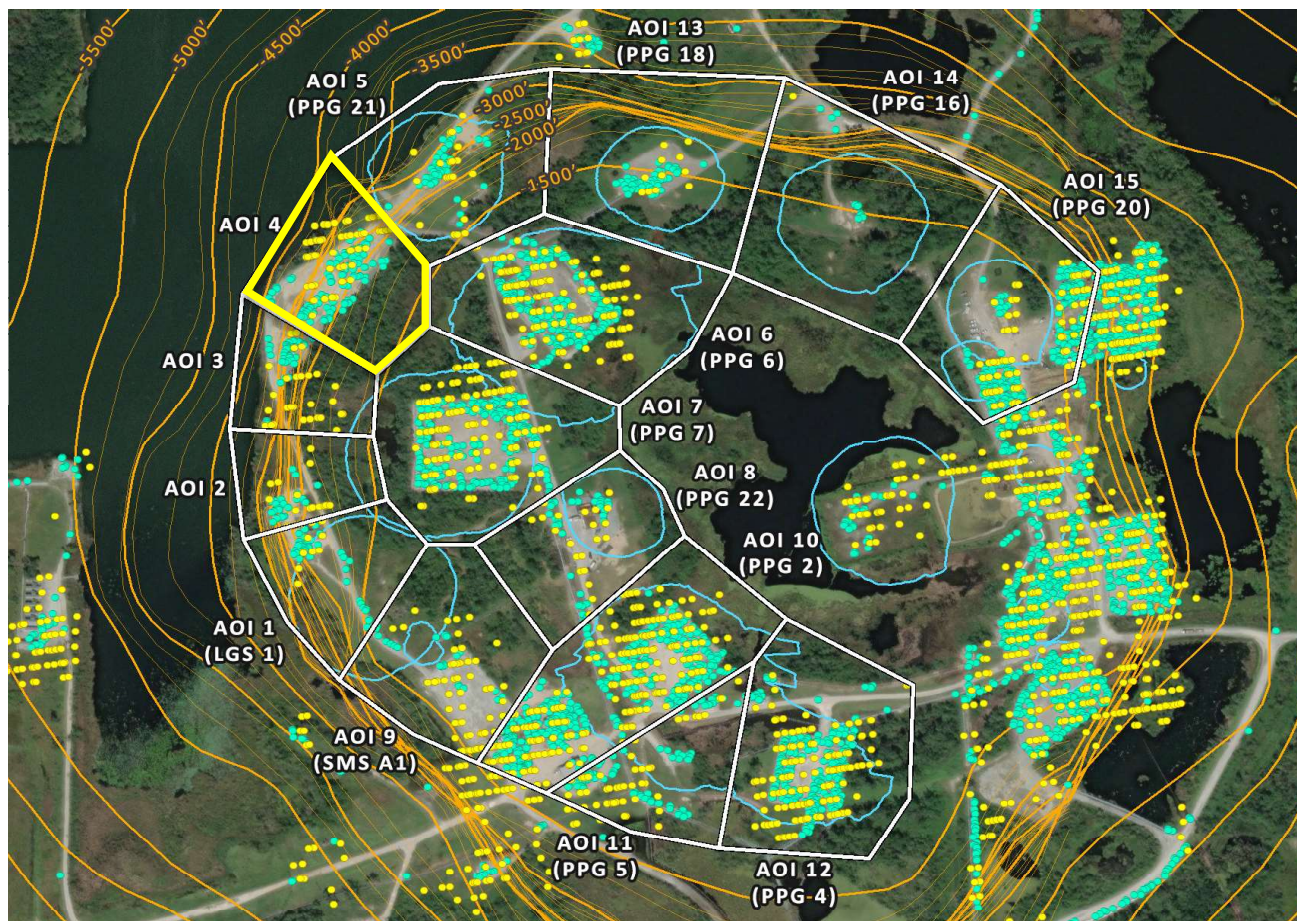 -5500'
-5000'
-4500'
-4000'
-3500'
-3000'
-2500'
-2000'
-1500'
AOI 13
(PPG 18)
AOI 14
(PPG 16)
AOI 5
(PPG 21)
AOI 15
(PPG 20)
AOI 4
AOI 3
AOI 6
(PPG 6)
AOI 7
(PPG 7)
AOI 2
AOI 8
(PPG 22)
AOI 10
(PPG 2)
AOI 1
(LGS 1)
AOI 9
(SMS A1)
AOI 11
(PPG 5)
AOI 12
(PPG 4)